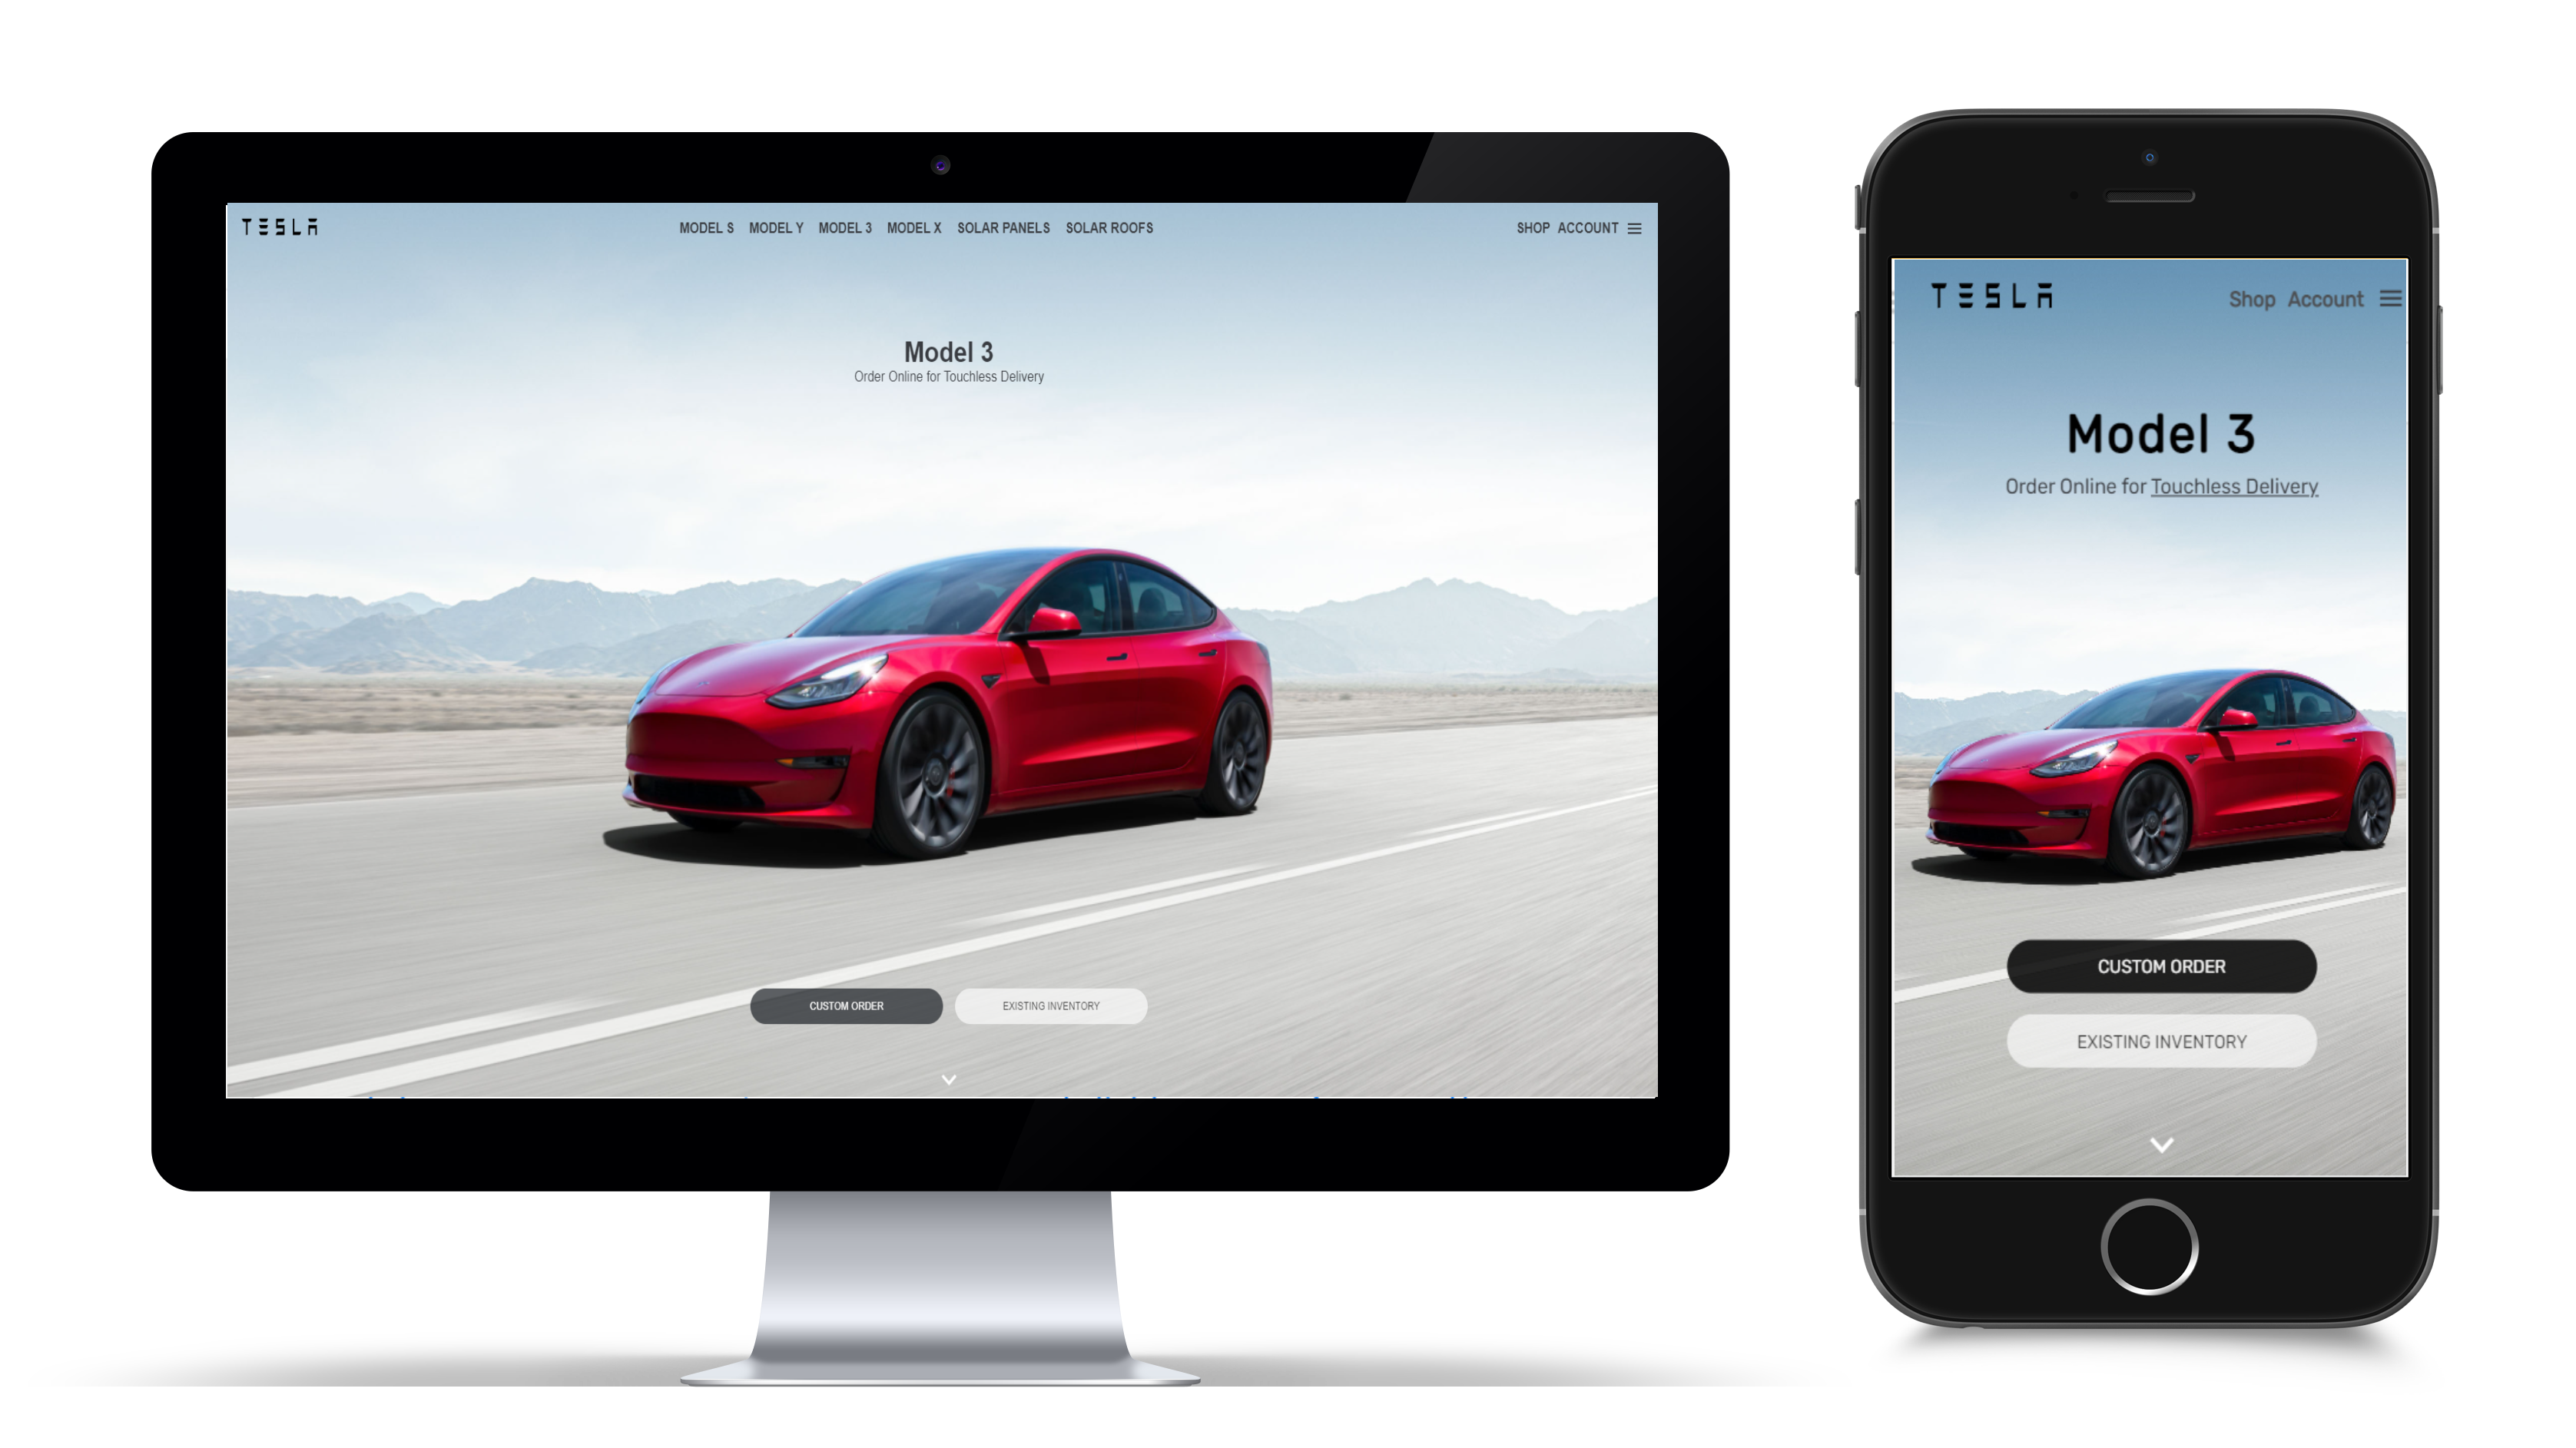 TESLA
MODEL S MODEL Y MODEL 3 MODEL X SOLAR PANELS SOLAR ROOFS
SHOP ACCOUNT
Model 3
Order Online for Touchless Delivery
CUSTOM ORDER
EXISTING INVENTORY
TESLA
Shop Account
Model 3
Order Online for Touchless Delivery
CUSTOM ORDER
EXISTING INVENTORY